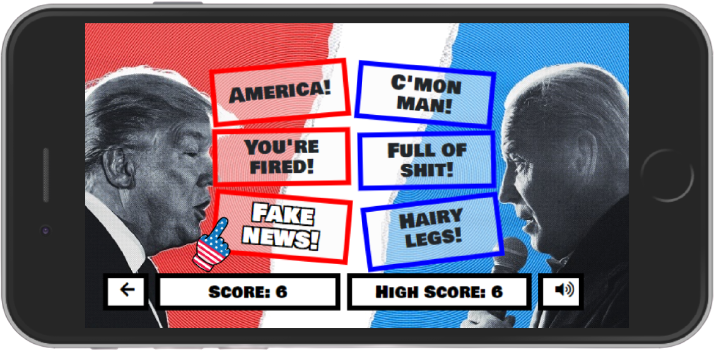 America!
C'mon
man!
You're
fired!
Full of
shit!
Fake
news!
Hairy
legs!
Score: 6
High Score: 6